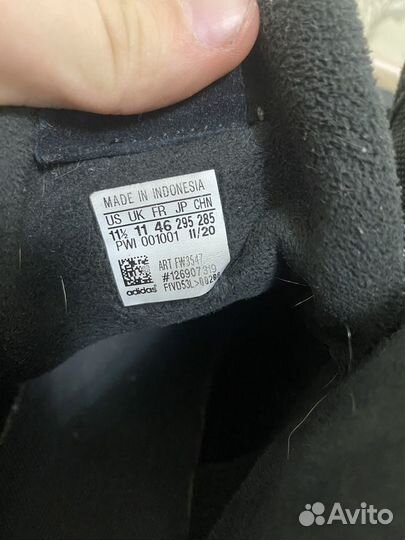 MADE IN INDONESIA
US UK FR JP CHN
11½ 11 46 295 285
PWI 001001 11/20
ART FW3547
#126907319
adidas
Avito